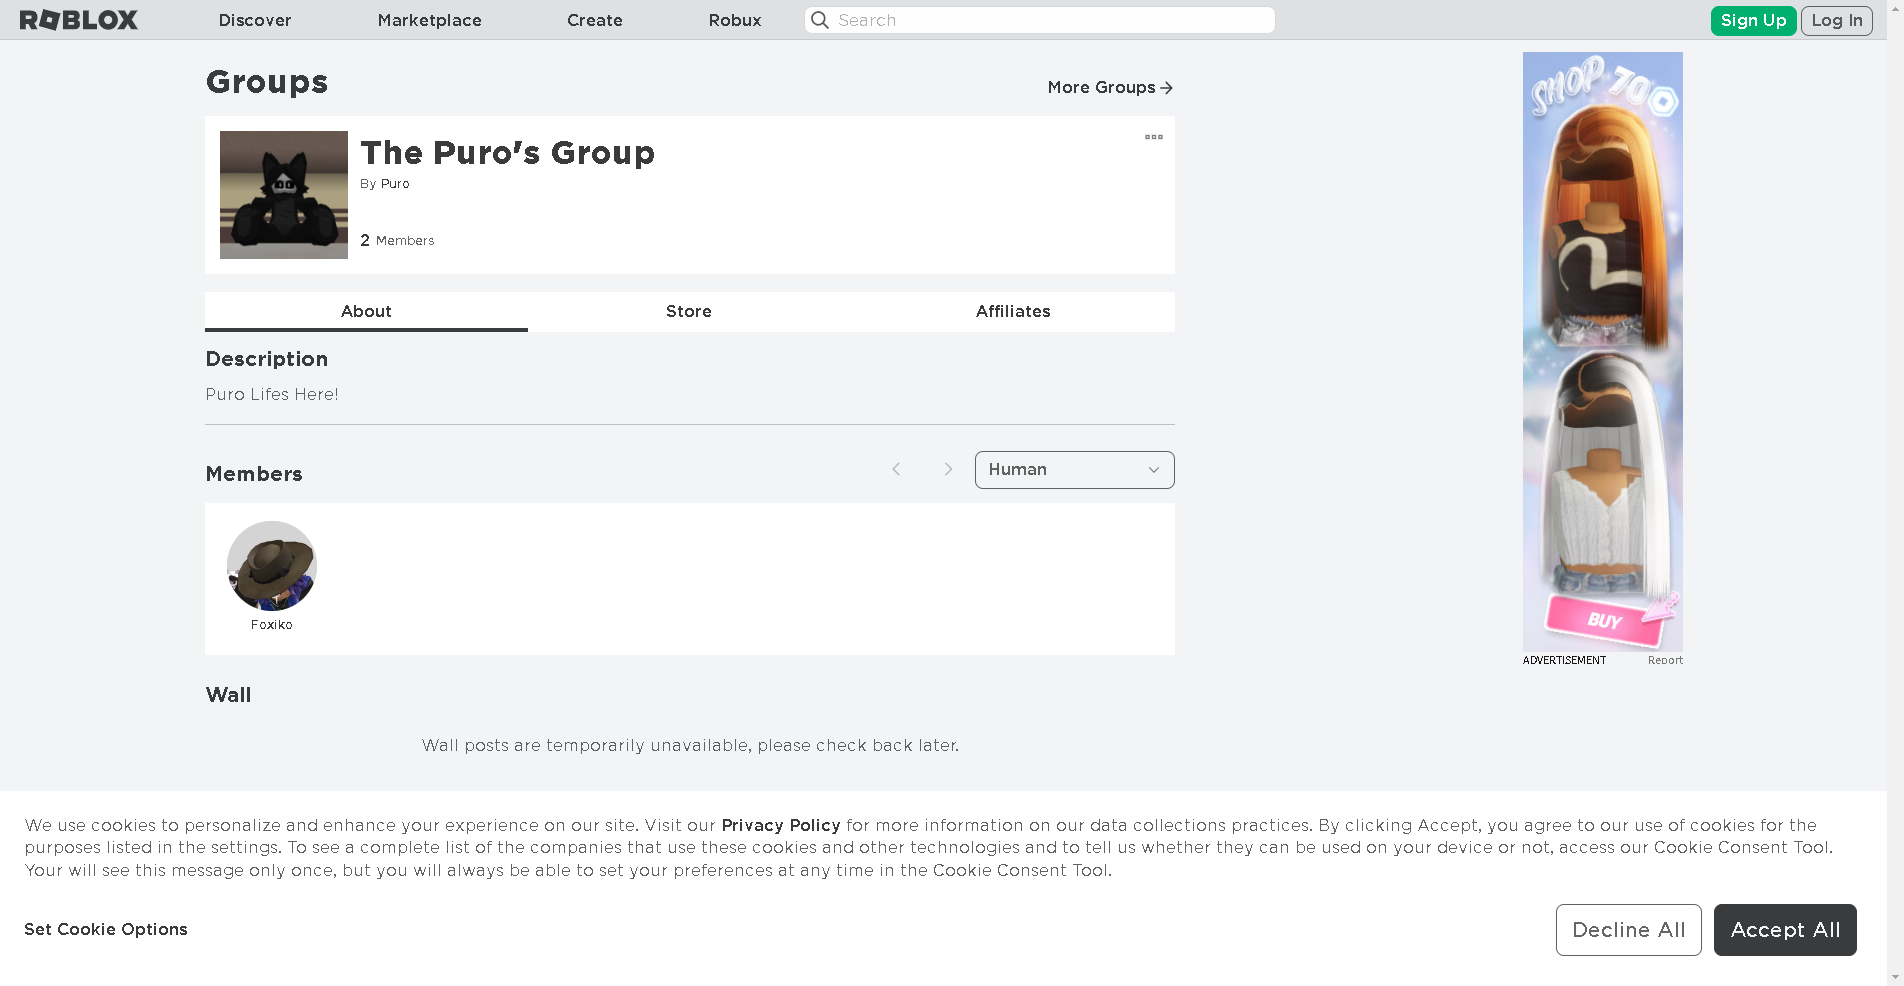 ROBLOX
Discover
Marketplace
Create
Robux
Search
Sign Up
Log In
Groups
More Groups
The Puro's Group
By Puro
2 Members
About
Store
Affiliates
Description
Puro Lifes Here!
Members
Human
Foxiko
Wall
Wall posts are temporarily unavailable, please check back later.
SHOP 70
BUY
ADVERTISEMENT
Report
We use cookies to personalize and enhance your experience on our site. Visit our Privacy Policy for more information on our data collections practices. By clicking Accept, you agree to our use of cookies for the
purposes listed in the settings. To see a complete list of the companies that use these cookies and other technologies and to tell us whether they can be used on your device or not, access our Cookie Consent Tool.
Your will see this message only once, but you will always be able to set your preferences at any time in the Cookie Consent Tool.
Set Cookie Options
Decline All
Accept All